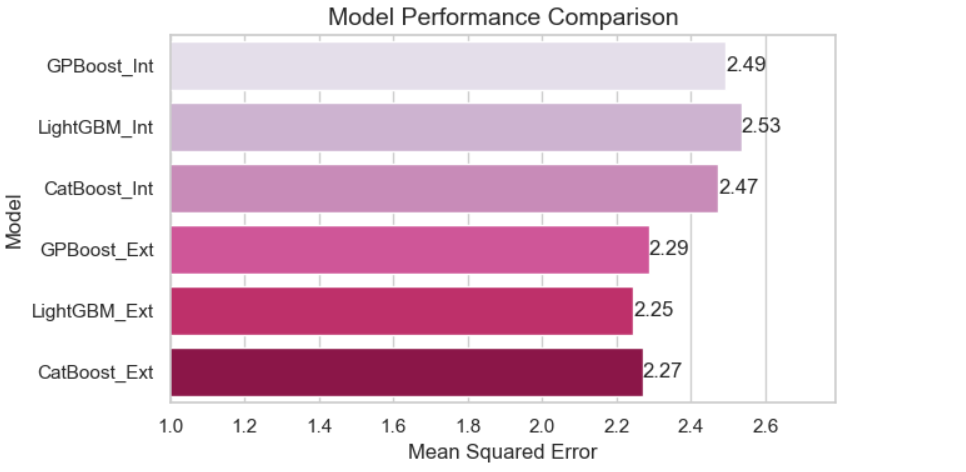 Model Performance Comparison
GPBoost_Int 2.49
LightGBM_Int 2.53
CatBoost_Int 2.47
GPBoost_Ext 2.29
LightGBM_Ext 2.25
CatBoost_Ext 2.27
Model
1.0 1.2 1.4 1.6 1.8 2.0 2.2 2.4 2.6
Mean Squared Error